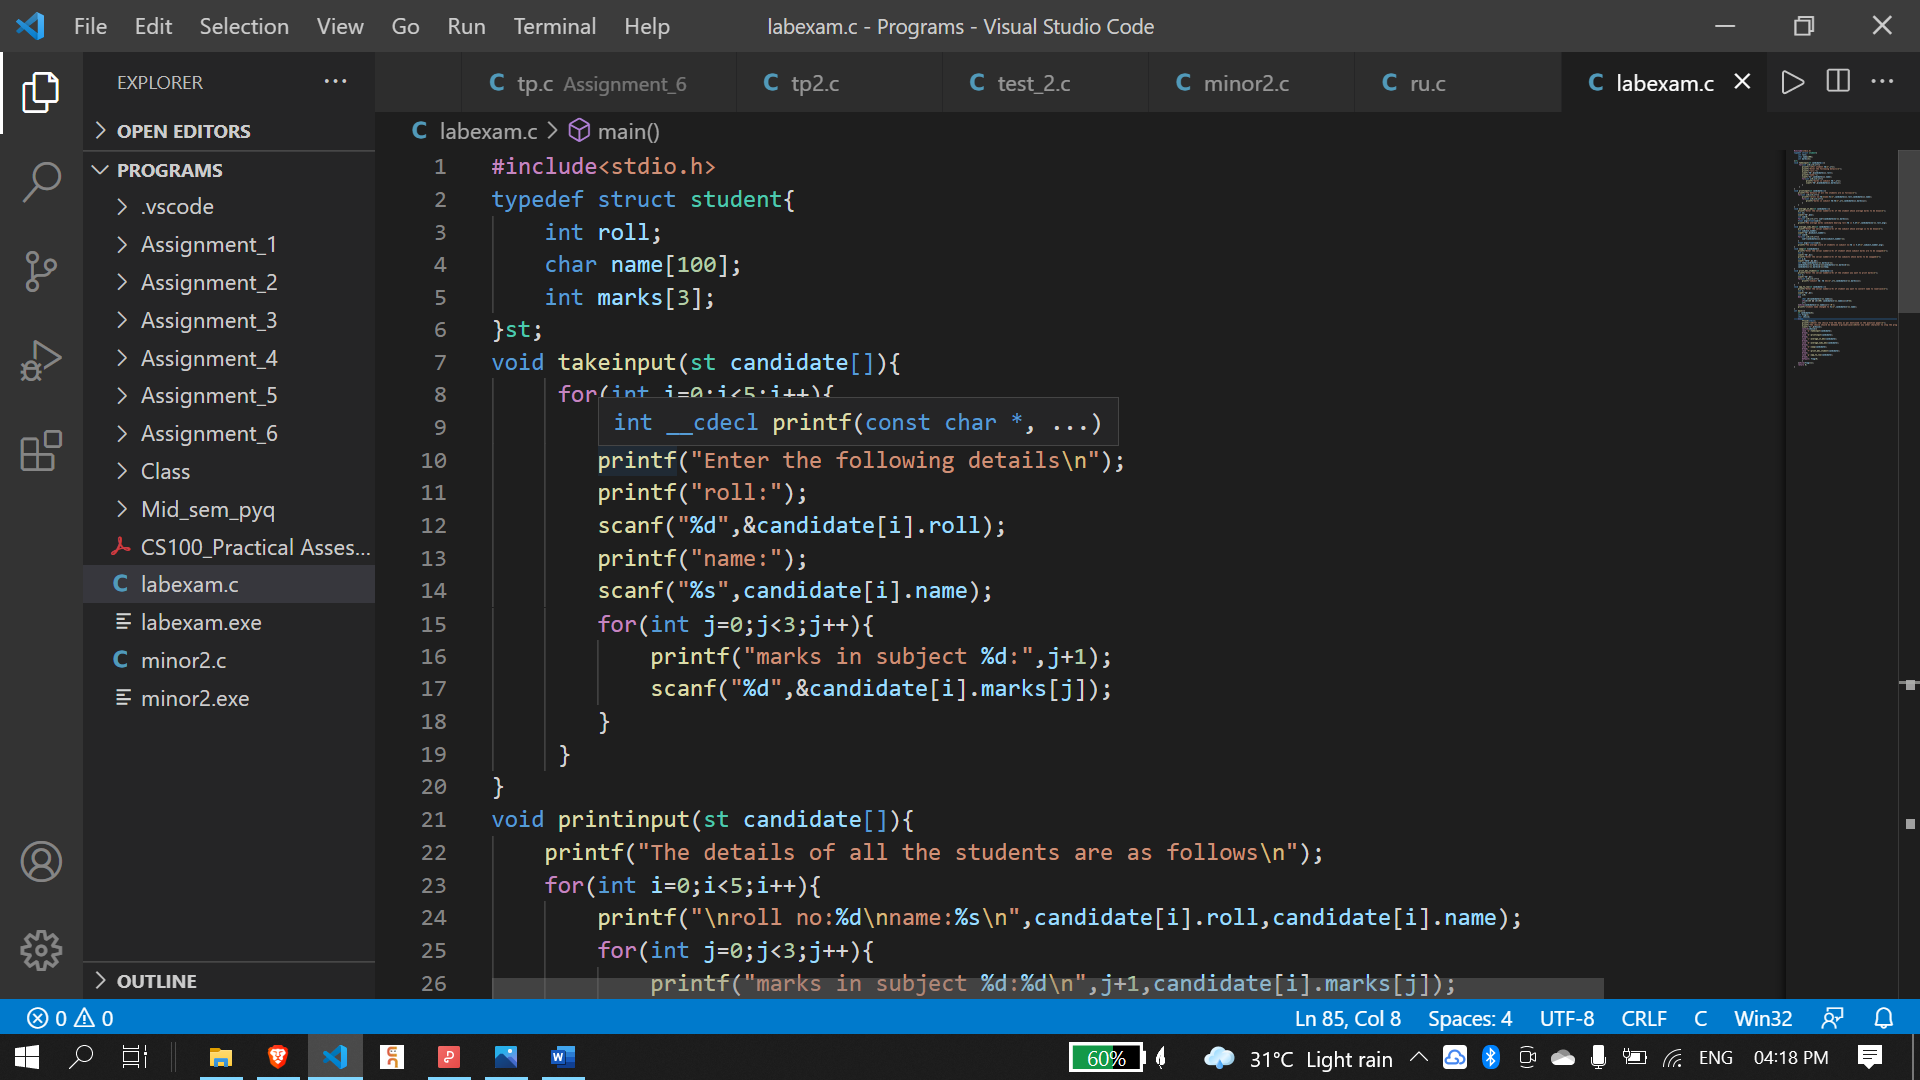 File Edit Selection View Go Run Terminal Help labexam.c - Programs - Visual Studio Code
EXPLORER
tp.c Assignment_6 tp2.c test_2.c minor2.c ru.c labexam.c
OPEN EDITORS
PROGRAMS
.vscode
Assignment_1
Assignment_2
Assignment_3
Assignment_4
Assignment_5
Assignment_6
Class
Mid_sem_pyq
CS100_Practical Asses...
labexam.c
labexam.exe
minor2.c
minor2.exe
OUTLINE
labexam.c > main()
1 #include<stdio.h>
2 typedef struct student{
3 int roll;
4 char name[100];
5 int marks[3];
6 }st;
7 void takeinput(st candidate[]){
8 for(int i=0;i<5;i++){
9
int __cdecl printf(const char *, ...)
10 printf("Enter the following details\n");
11 printf("roll:");
12 scanf("%d",&candidate[i].roll);
13 printf("name:");
14 scanf("%s",candidate[i].name);
15 for(int j=0;j<3;j++){
16 printf("marks in subject %d:",j+1);
17 scanf("%d",&candidate[i].marks[j]);
18 }
19 }
20 }
21 void printinput(st candidate[]){
22 printf("The details of all the students are as follows\n");
23 for(int i=0;i<5;i++){
24 printf("\nroll no:%d\nname:%s\n",candidate[i].roll,candidate[i].name);
25 for(int j=0;j<3;j++){
26 printf("marks in subject %d:%d\n",j+1,candidate[i].marks[j]);
0 0 Ln 85, Col 8 Spaces: 4 UTF-8 CRLF C Win32
60% 31°C Light rain ENG 04:18 PM